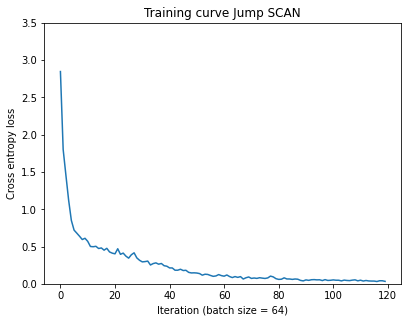 Training curve Jump SCAN
3.5
3.0
2.5
2.0
1.5
1.0
0.5
0.0
Cross entropy loss
0 20 40 60 80 100 120
Iteration (batch size = 64)